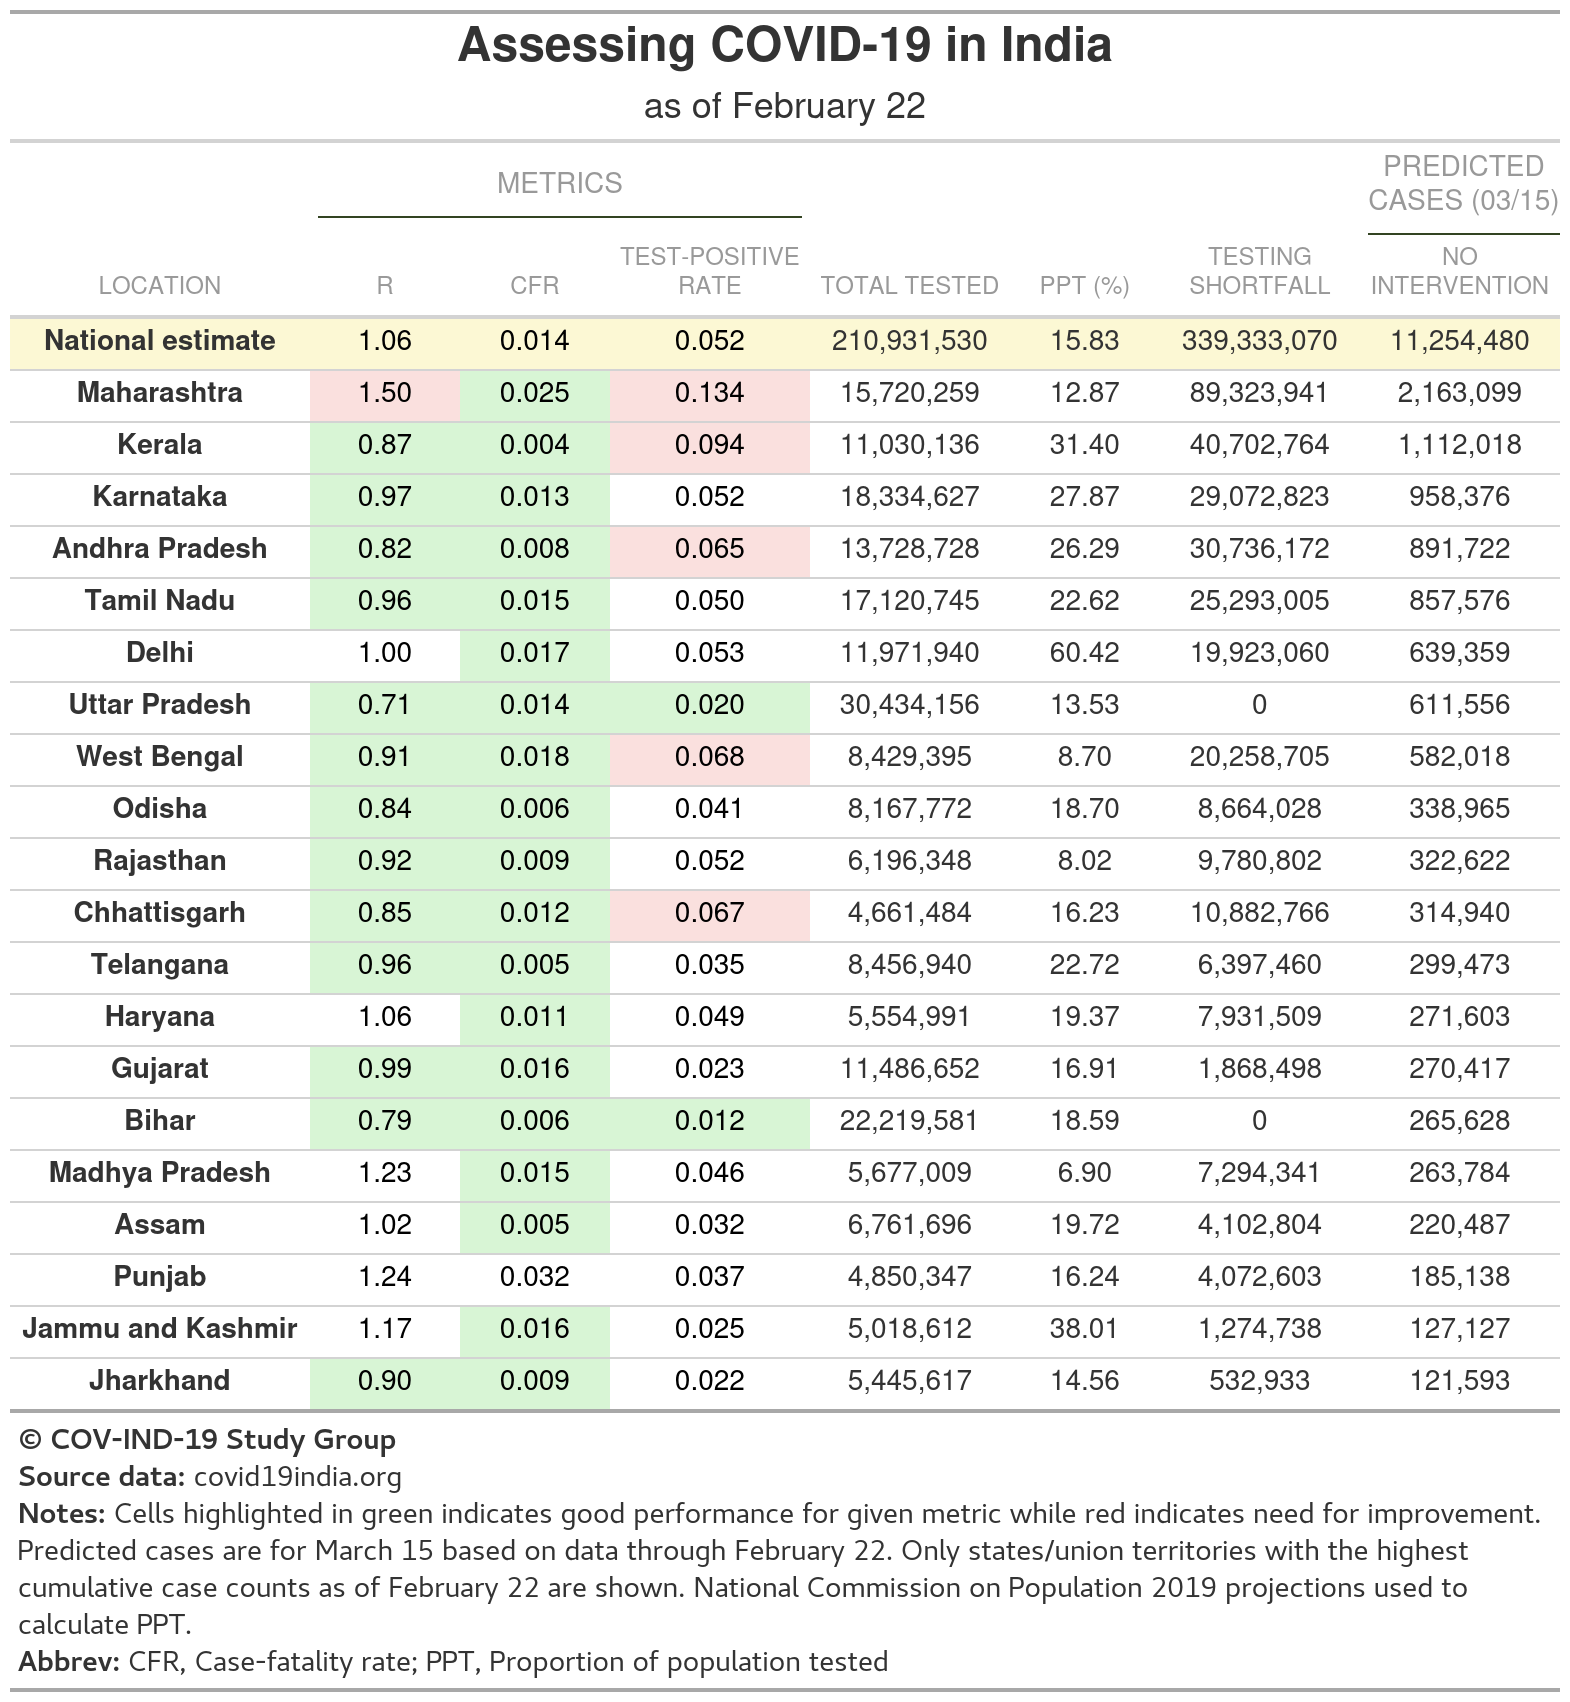 Assessing COVID-19 in India
as of February 22
METRICS
PREDICTED
CASES (03/15)
LOCATION R CFR TEST-POSITIVE RATE TOTAL TESTED PPT (%) TESTING SHORTFALL NO INTERVENTION
National estimate 1.06 0.014 0.052 210,931,530 15.83 339,333,070 11,254,480
Maharashtra 1.50 0.025 0.134 15,720,259 12.87 89,323,941 2,163,099
Kerala 0.87 0.004 0.094 11,030,136 31.40 40,702,764 1,112,018
Karnataka 0.97 0.013 0.052 18,334,627 27.87 29,072,823 958,376
Andhra Pradesh 0.82 0.008 0.065 13,728,728 26.29 30,736,172 891,722
Tamil Nadu 0.96 0.015 0.050 17,120,745 22.62 25,293,005 857,576
Delhi 1.00 0.017 0.053 11,971,940 60.42 19,923,060 639,359
Uttar Pradesh 0.71 0.014 0.020 30,434,156 13.53 0 611,556
West Bengal 0.91 0.018 0.068 8,429,395 8.70 20,258,705 582,018
Odisha 0.84 0.006 0.041 8,167,772 18.70 8,664,028 338,965
Rajasthan 0.92 0.009 0.052 6,196,348 8.02 9,780,802 322,622
Chhattisgarh 0.85 0.012 0.067 4,661,484 16.23 10,882,766 314,940
Telangana 0.96 0.005 0.035 8,456,940 22.72 6,397,460 299,473
Haryana 1.06 0.011 0.049 5,554,991 19.37 7,931,509 271,603
Gujarat 0.99 0.016 0.023 11,486,652 16.91 1,868,498 270,417
Bihar 0.79 0.006 0.012 22,219,581 18.59 0 265,628
Madhya Pradesh 1.23 0.015 0.046 5,677,009 6.90 7,294,341 263,784
Assam 1.02 0.005 0.032 6,761,696 19.72 4,102,804 220,487
Punjab 1.24 0.032 0.037 4,850,347 16.24 4,072,603 185,138
Jammu and Kashmir 1.17 0.016 0.025 5,018,612 38.01 1,274,738 127,127
Jharkhand 0.90 0.009 0.022 5,445,617 14.56 532,933 121,593
© COV-IND-19 Study Group
Source data: covid19india.org
Notes: Cells highlighted in green indicates good performance for given metric while red indicates need for improvement.
Predicted cases are for March 15 based on data through February 22. Only states/union territories with the highest
cumulative case counts as of February 22 are shown. National Commission on Population 2019 projections used to
calculate PPT.
Abbrev: CFR, Case-fatality rate; PPT, Proportion of population tested